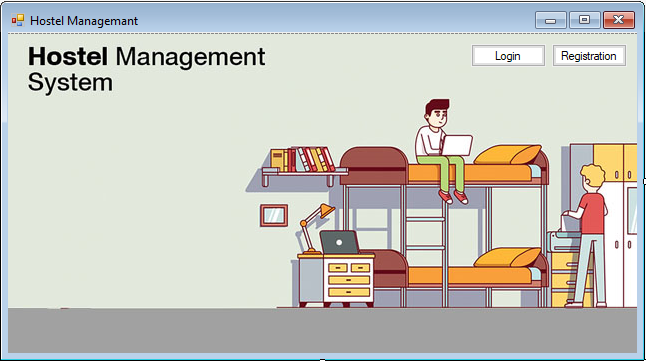 Hostel Managemant
Hostel Management
System
Login
Registration